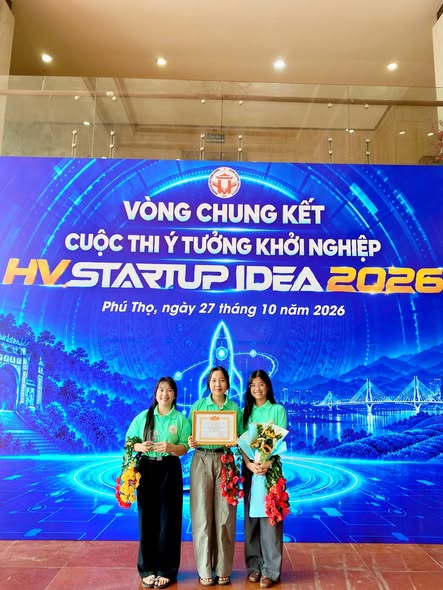 VÒNG CHUNG KẾT
CUỘC THI Ý TƯỞNG KHỞI NGHIỆP
HV STARTUP IDEA 2026
Phú Thọ, ngày 27 tháng 10 năm 2026